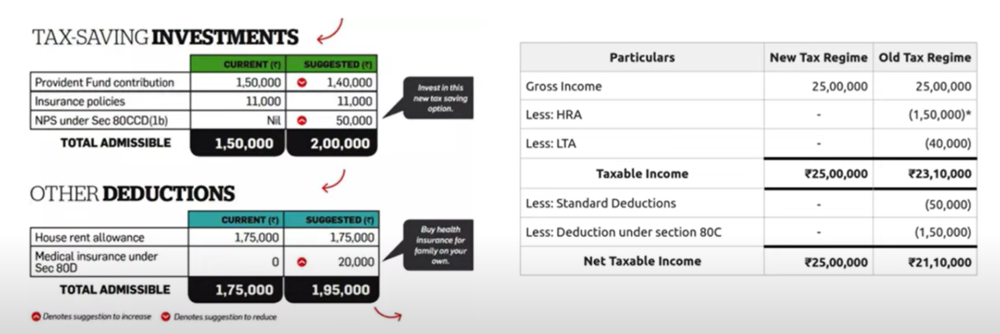 TAX-SAVING INVESTMENTS
CURRENT (₹) SUGGESTED (₹)
Provident Fund contribution 1,50,000 1,40,000
Insurance policies 11,000 11,000
NPS under Sec 80CCD(1b) Nil 50,000
TOTAL ADMISSIBLE 1,50,000 2,00,000
Invest in this
new tax saving
option.
OTHER DEDUCTIONS
CURRENT (₹) SUGGESTED (₹)
House rent allowance 1,75,000 1,75,000
Medical insurance under
Sec 80D 0 20,000
TOTAL ADMISSIBLE 1,75,000 1,95,000
Buy health
insurance for
family on your
own.
Denotes suggestion to increase Denotes suggestion to reduce
Particulars New Tax Regime Old Tax Regime
Gross Income 25,00,000 25,00,000
Less: HRA - (1,50,000)*
Less: LTA - (40,000)
Taxable Income ₹25,00,000 ₹23,10,000
Less: Standard Deductions - (50,000)
Less: Deduction under section 80C - (1,50,000)
Net Taxable Income ₹25,00,000 ₹21,10,000